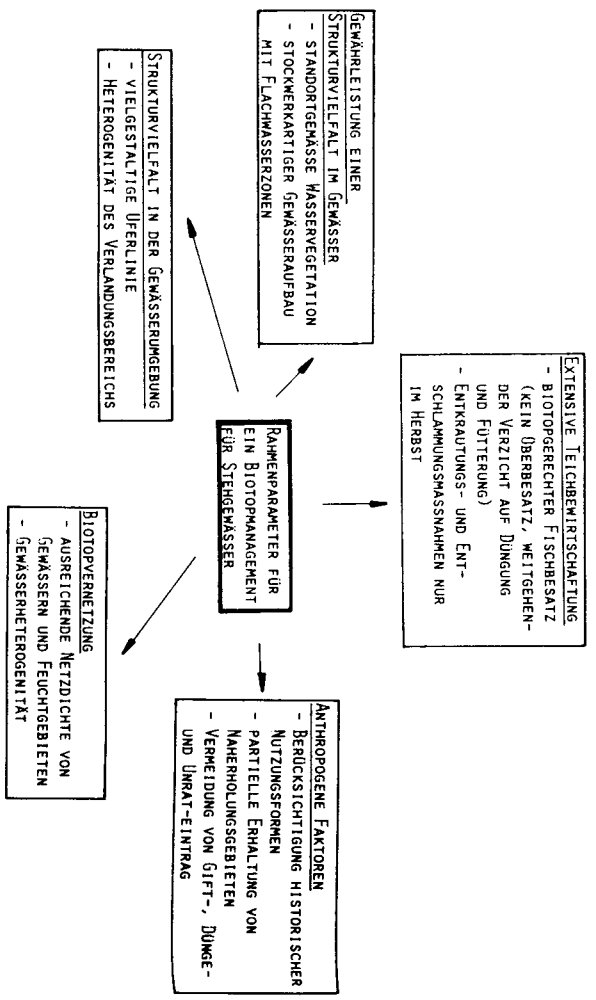 EXTENSIVE TEICHBEWIRTSCHAFTUNG
- BIOTOPGERECHTER FISCHBESATZ
(KEIN ÜBERBESATZ, WEITGEHEN-
DER VERZICHT AUF DÜNGUNG
UND FÜTTERUNG)
- ENTKRAUTUNGS- UND ENT-
SCHLAMMUNGSMASSNAHMEN NUR
IM HERBST
GEWÄHRLEISTUNG EINER
STRUKTURVIELFALT IM GEWÄSSER
- STANDORTGEMÄSSE WASSERVEGETATION
- STOCKWERKARTIGER GEWÄSSERAUFBAU
MIT FLACHWASSERZONEN
ANTHROPOGENE FAKTOREN
- BERÜCKSICHTIGUNG HISTORISCHER
NUTZUNGSFORMEN
- PARTIELLE ERHALTUNG VON
NAHERHOLUNGSGEBIETEN
- VERMEIDUNG VON GIFT-, DÜNGE-
UND UNRAT-EINTRAG
RAHMENPARAMETER FÜR
EIN BIOTOPMANAGEMENT
FÜR STEHGEWÄSSER
STRUKTURVIELFALT IN DER GEWÄSSERUMGEBUNG
- VIELGESTALTIGE UFERLINIE
- HETEROGENITÄT DES VERLANDUNGSBEREICHS
BIOTOPVERNETZUNG
- AUSREICHENDE NETZDICHTE VON
GEWÄSSERN UND FEUCHTGEBIETEN
- GEWÄSSERHETEROGENITÄT